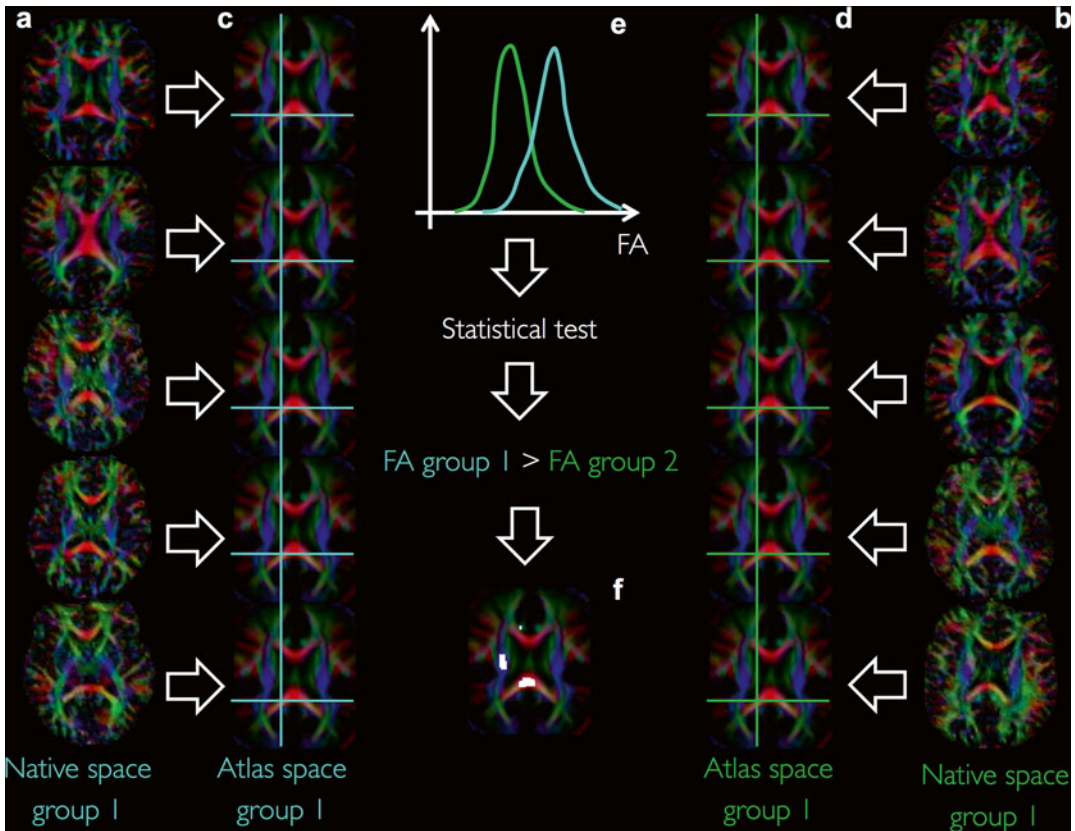 a
c
e
d
b
FA
Statistical test
FA group 1 > FA group 2
f
Native space
group 1
Atlas space
group 1
Atlas space
group 1
Native space
group 1